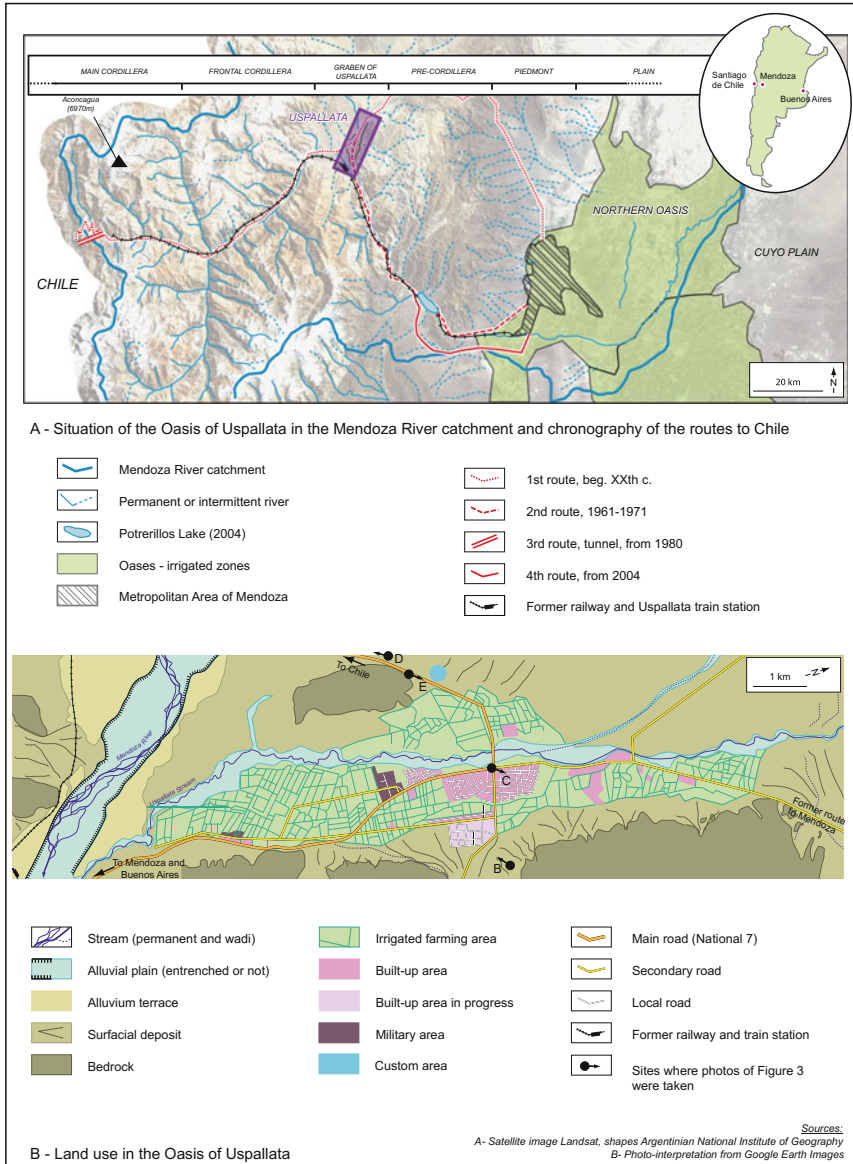 MAIN CORDILLERA
FRONTAL CORDILLERA
GRABEN OF
USPALLATA
PRE-CORDILLERA
PIEDMONT
PLAIN
Aconcagua
(6970m)
USPALLATA
Santiago
de Chile
Mendoza
Buenos Aires
NORTHERN OASIS
CUYO PLAIN
CHILE
20 km
N
A - Situation of the Oasis of Uspallata in the Mendoza River catchment and chronography of the routes to Chile
Mendoza River catchment
Permanent or intermittent river
Potrerillos Lake (2004)
Oases - irrigated zones
Metropolitan Area of Mendoza
1st route, beg. XXth c.
2nd route, 1961-1971
3rd route, tunnel, from 1980
4th route, from 2004
Former railway and Uspallata train station
To Chile
D
E
1 km
N
Mendoza River
Uspallata Stream
C
Former route
to Mendoza
To Mendoza and
Buenos Aires
B
Stream (permanent and wadi)
Alluvial plain (entrenched or not)
Alluvium terrace
Surfacial deposit
Bedrock
Irrigated farming area
Built-up area
Built-up area in progress
Military area
Custom area
Main road (National 7)
Secondary road
Local road
Former railway and train station
Sites where photos of Figure 3
were taken
B - Land use in the Oasis of Uspallata
Sources:
A- Satellite image Landsat, shapes Argentinian National Institute of Geography
B- Photo-interpretation from Google Earth Images